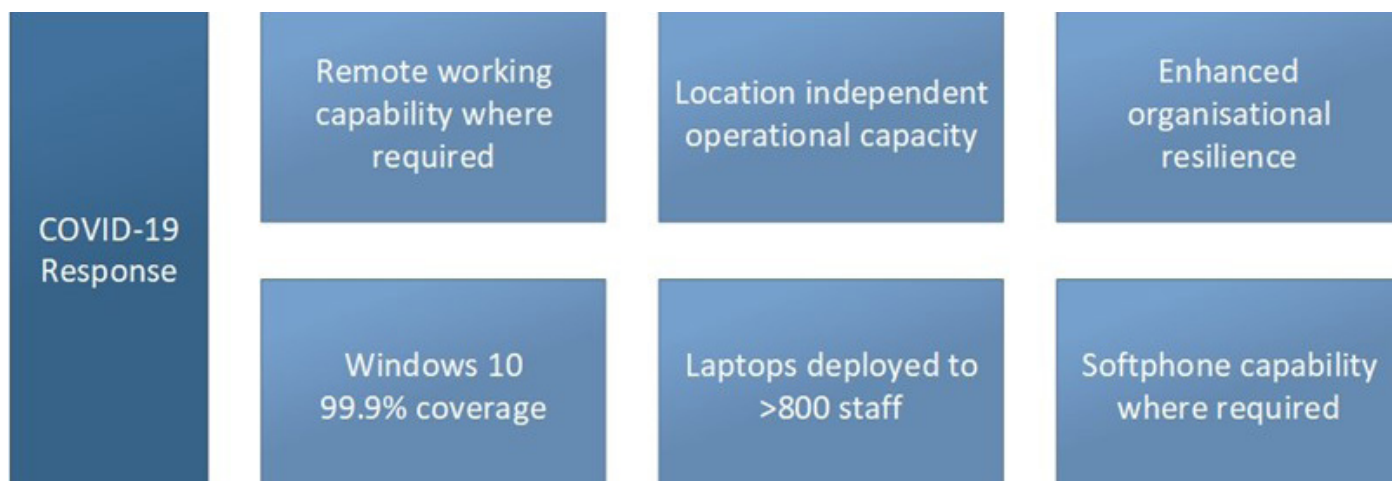 COVID-19
Response
Remote working
capability where
required
Location independent
operational capacity
Enhanced
organisational
resilience
Windows 10
99.9% coverage
Laptops deployed to
>800 staff
Softphone capability
where required